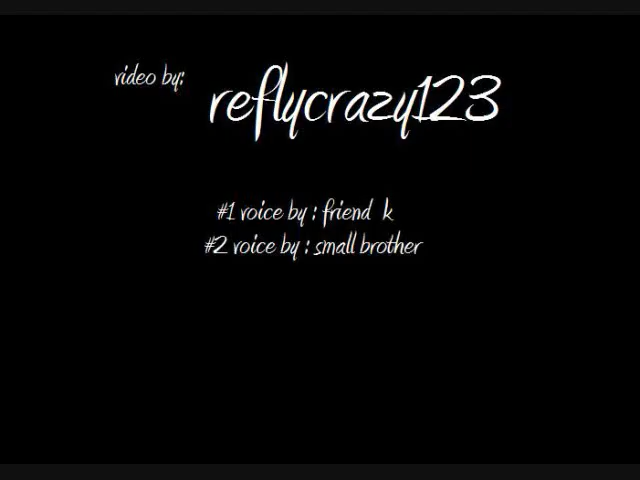 video by:
reflycrazy123
#1 voice by : friend k
#2 voice by : small brother